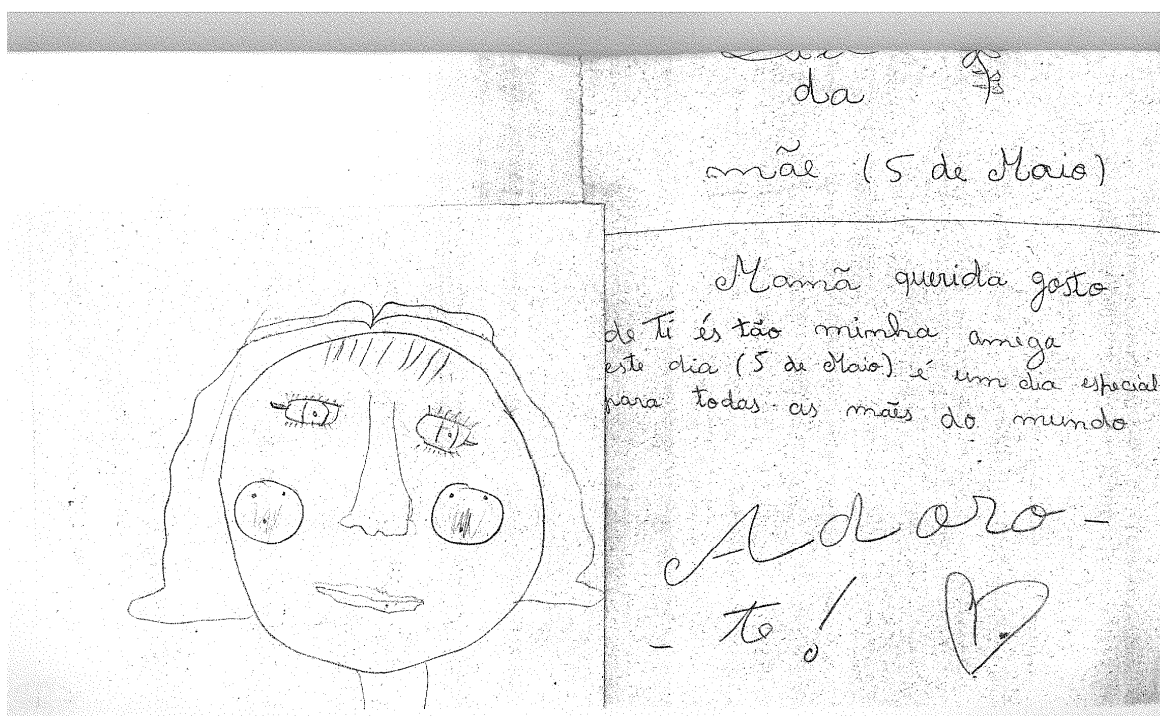 da
mãe (5 de Maio)
Mamã querida gosto
de Ti és tão minha amiga
este dia (5 de Maio) é um dia especial
para todas as mães do mundo
Adoro-
-te!